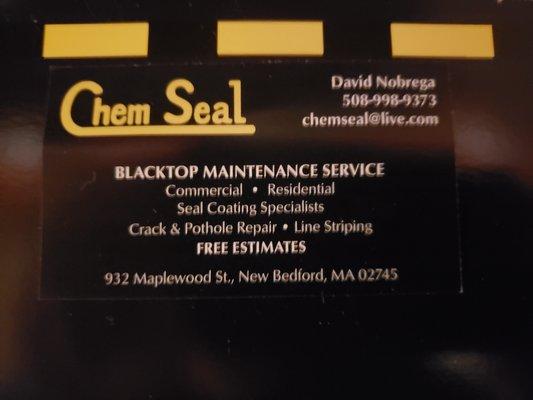 Chem Seal
David Nobrega
508-998-9373
chemseal@live.com
BLACKTOP MAINTENANCE SERVICE
Commercial • Residential
Seal Coating Specialists
Crack & Pothole Repair • Line Striping
FREE ESTIMATES
932 Maplewood St., New Bedford, MA 02745